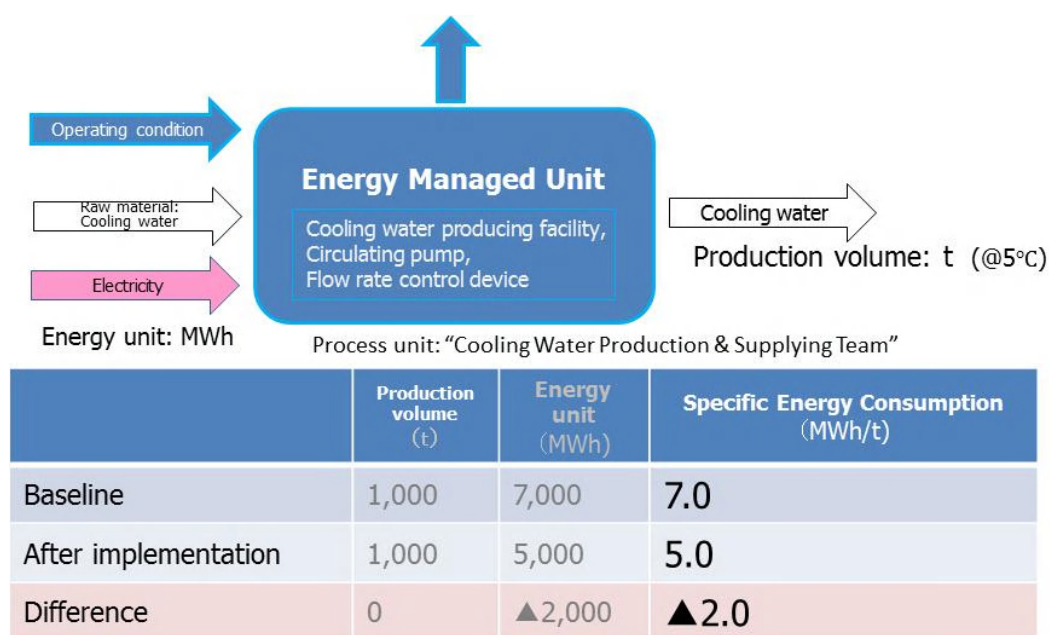 Operating condition
Raw material:
Cooling water
Electricity
Energy unit: MWh
Energy Managed Unit
Cooling water producing facility,
Circulating pump,
Flow rate control device
Cooling water
Production volume: t (@5℃)
Process unit: “Cooling Water Production & Supplying Team”
Production volume (t)
Energy unit (MWh)
Specific Energy Consumption (MWh/t)
Baseline 1,000 7,000 7.0
After implementation 1,000 5,000 5.0
Difference 0 ▲2,000 ▲2.0